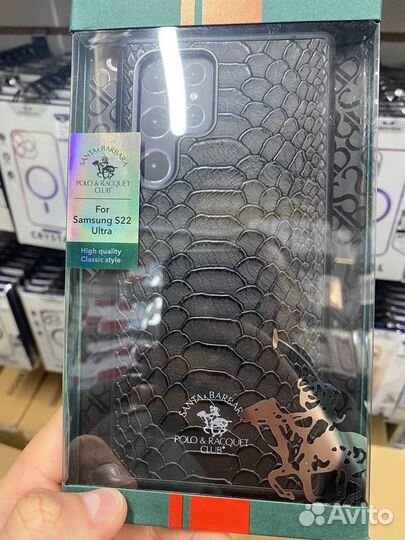 SANTA BARBARA
POLO & RACQUET
CLUB®
For
Samsung S22
Ultra
High quality
Classic style
SANTA BARBARA
POLO & RACQUET
CLUB®
Avito